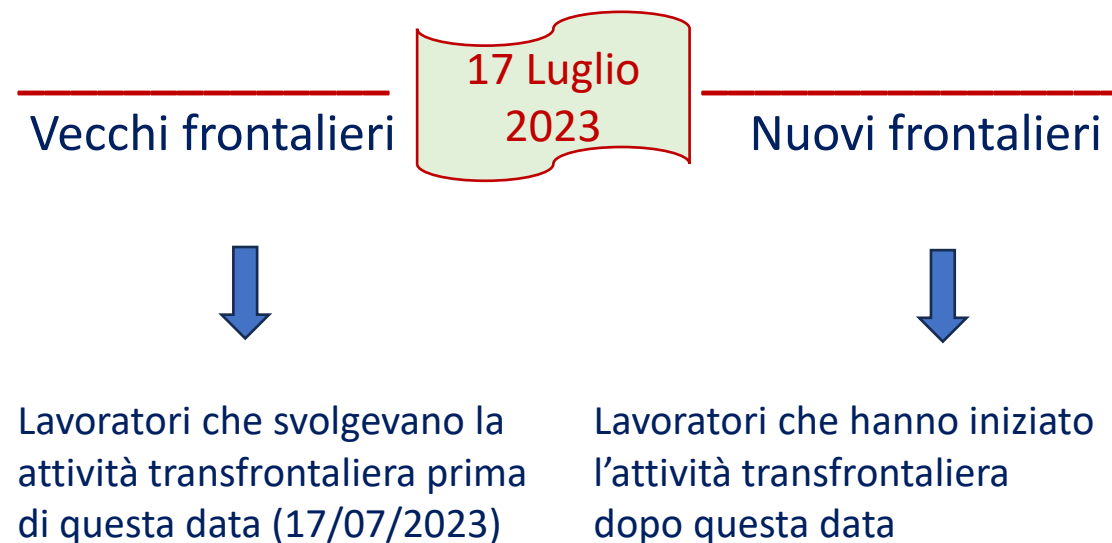 17 Luglio
2023
Vecchi frontalieri
Nuovi frontalieri
Lavoratori che svolgevano la
attività transfrontaliera prima
di questa data (17/07/2023)
Lavoratori che hanno iniziato
l’attività transfrontaliera
dopo questa data